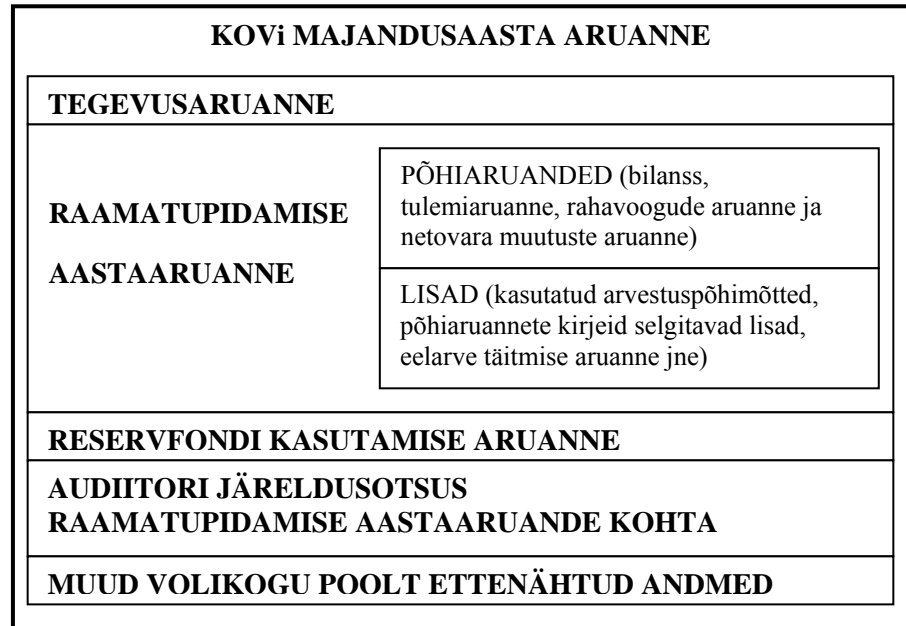 KOVi MAJANDUSAASTA ARUANNE
TEGEVUSARUANNE
RAAMATUPIDAMISE
AASTAARUANNE
PÕHIARUANDED (bilanss,
tulemiaruanne, rahavoogude aruanne ja
netovara muutuste aruanne)
LISAD (kasutatud arvestuspõhimõtted,
põhiaruannete kirjeid selgitavad lisad,
eelarve täitmise aruanne jne)
RESERVFONDI KASUTAMISE ARUANNE
AUDIITORI JÄRELDUSOTSUS
RAAMATUPIDAMISE AASTAARUANDE KOHTA
MUUD VOLIKOGU POOLT ETTENÄHTUD ANDMED